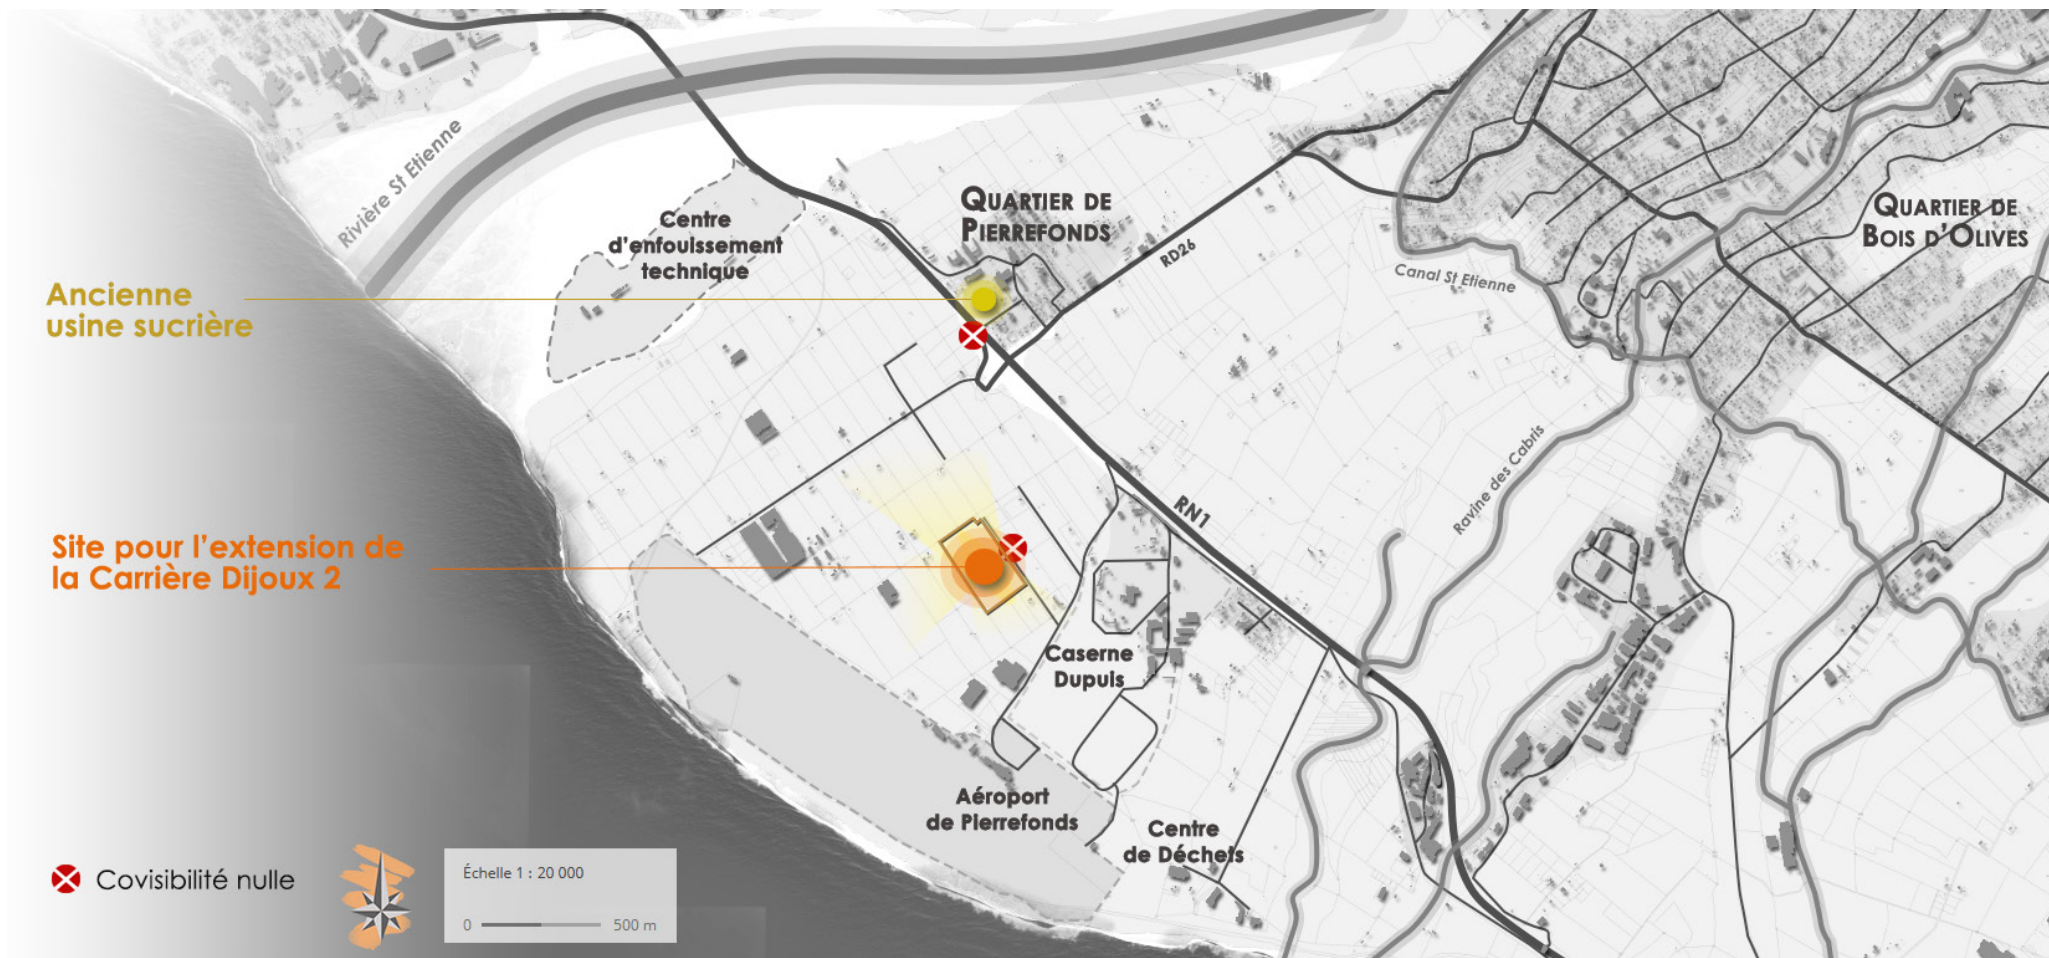 Rivière St Etienne
Centre
d'enfouissement
technique
QUARTIER DE
PIERREFONDS
RD26
QUARTIER DE
BOIS D'OLIVES
Canal St Etienne
Ancienne
usine sucrière
Ravine des Cabris
RN1
Site pour l'extension de
la Carrière Dijoux 2
Caserne
Dupuis
Aéroport
de Pierrefonds
Centre
de Déchets
Covisibilité nulle
Échelle 1 : 20 000
0 500 m